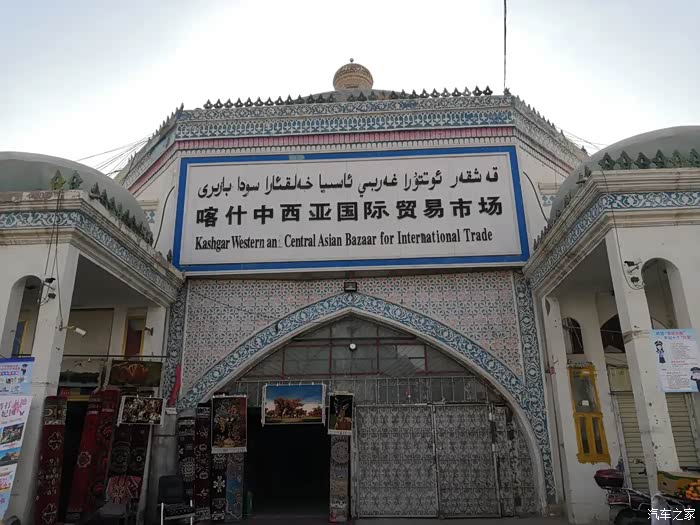 قەشقەر ئوتتۇرا غەربىي ئاسىيا خەلقئارا سودا بازىرى
喀什中西亚国际贸易市场
Kashgar Western an Central Asian Bazaar for International Trade
汽车之家